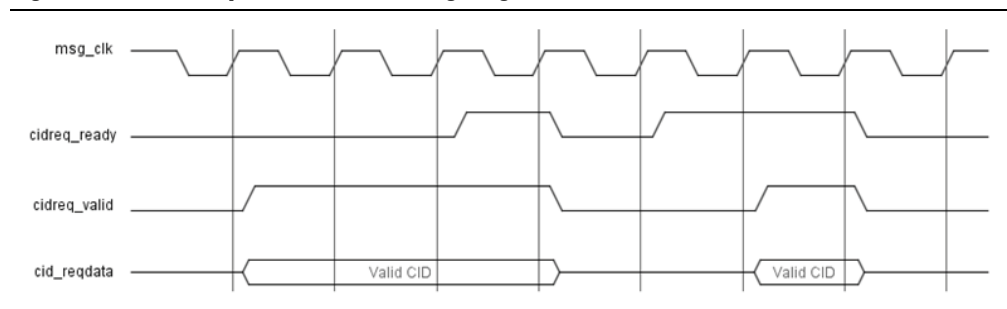 msg_clk
cidreq_ready
cidreq_valid
cid_reqdata Valid CID Valid CID